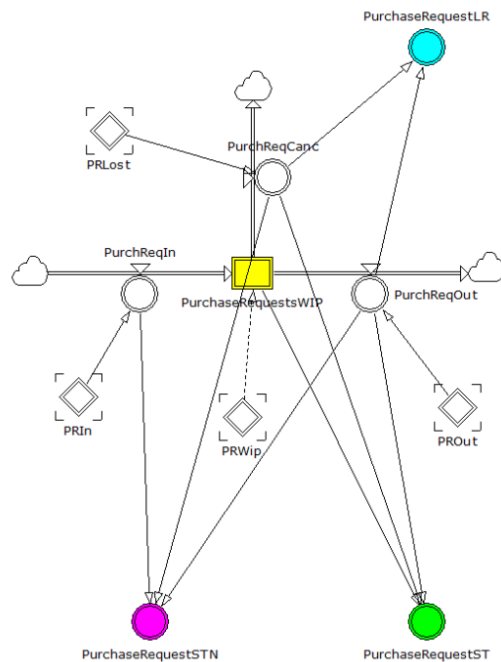 PurchaseRequestLR
PurchReqCanc
PRLost
PurchReqIn
PurchaseRequestsWIP
PurchReqOut
PRIn
PRWip
PROut
PurchaseRequestSTN
PurchaseRequestST